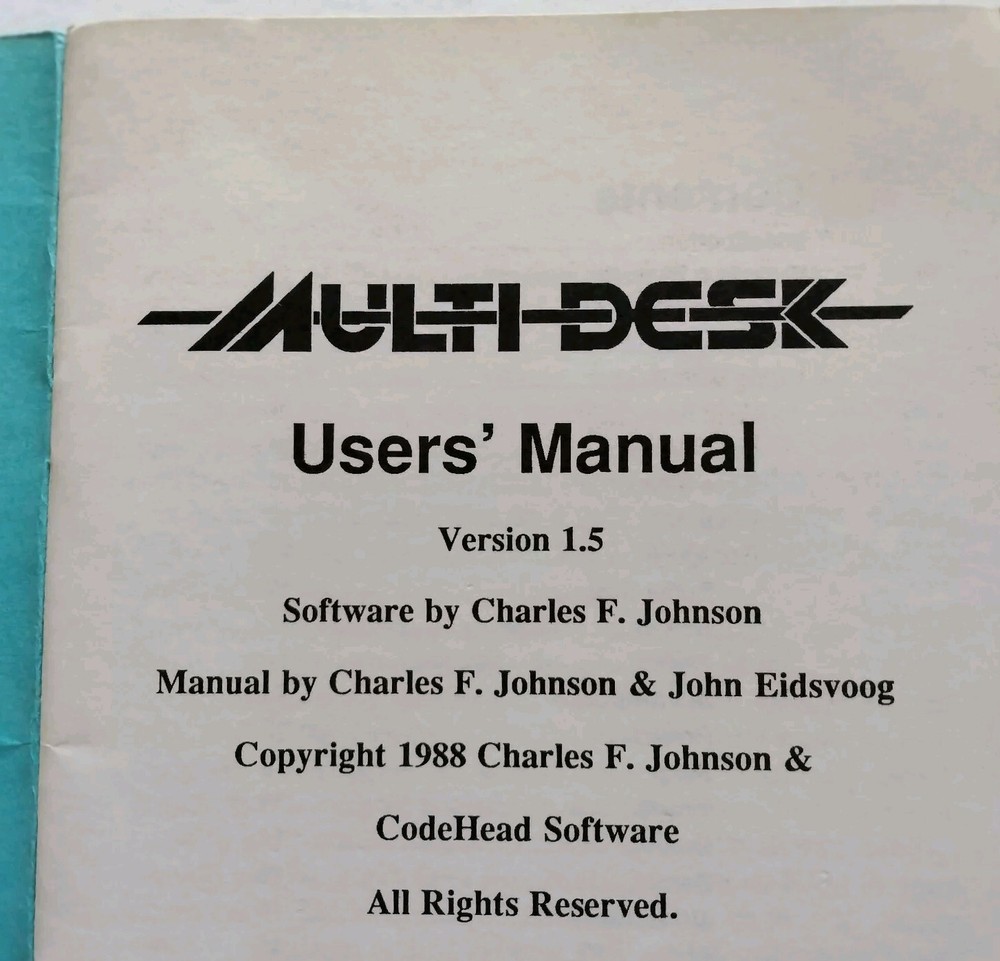 MULTI-DESK
Users’ Manual
Version 1.5
Software by Charles F. Johnson
Manual by Charles F. Johnson & John Eidsvoog
Copyright 1988 Charles F. Johnson &
CodeHead Software
All Rights Reserved.